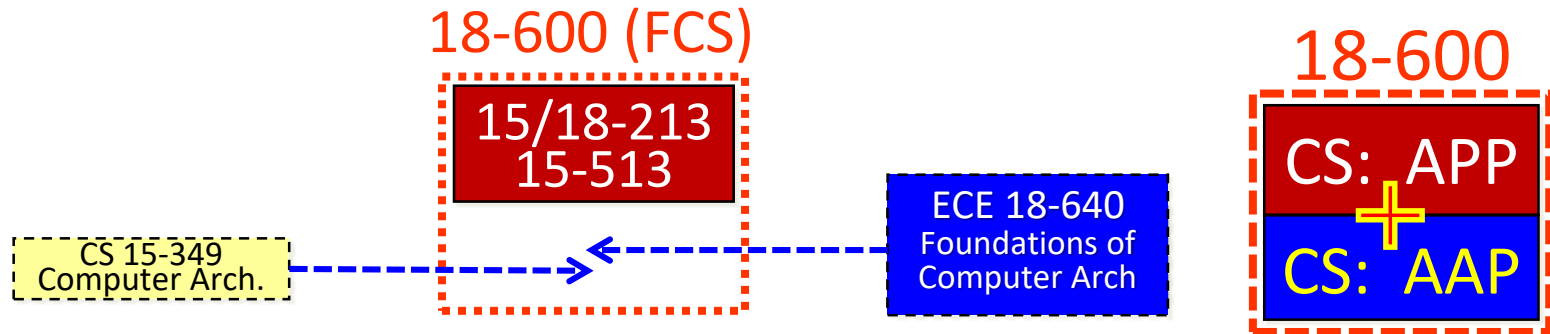 18-600 (FCS)
15/18-213
15-513
CS 15-349
Computer Arch.
ECE 18-640
Foundations of
Computer Arch
18-600
CS: APP
CS: AAP